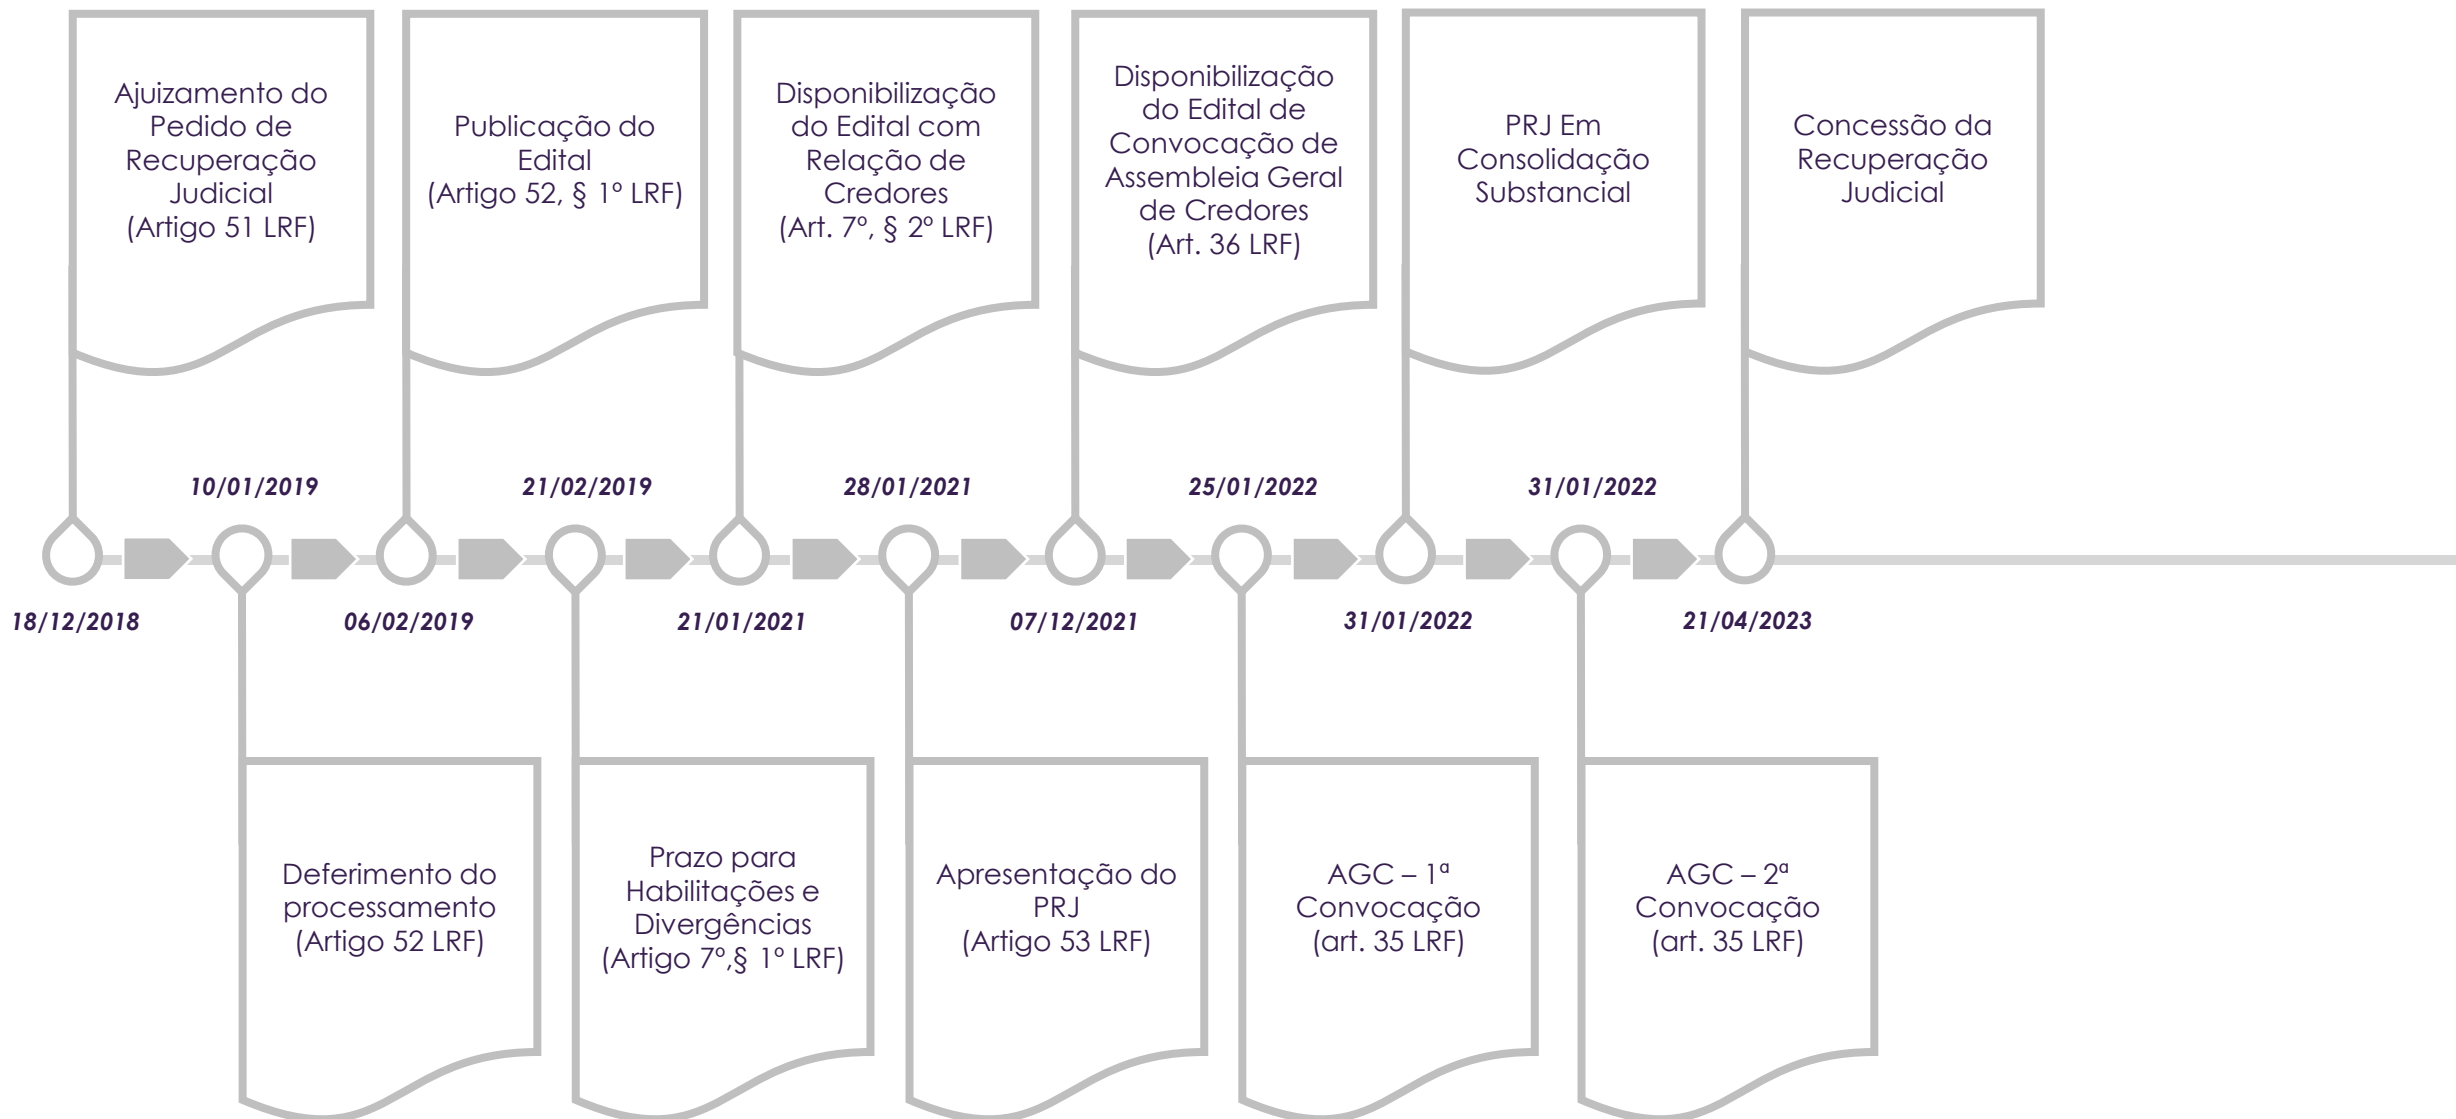 Ajuizamento do
Pedido de
Recuperação
Judicial
(Artigo 51 LRF)
Publicação do
Edital
(Artigo 52, § 1º LRF)
Disponibilização
do Edital com
Relação de
Credores
(Art. 7º, § 2º LRF)
Disponibilização
do Edital de
Convocação de
Assembleia Geral
de Credores
(Art. 36 LRF)
PRJ Em
Consolidação
Substancial
Concessão da
Recuperação
Judicial
10/01/2019
21/02/2019
28/01/2021
25/01/2022
31/01/2022
18/12/2018
06/02/2019
21/01/2021
07/12/2021
31/01/2022
21/04/2023
Deferimento do
processamento
(Artigo 52 LRF)
Prazo para
Habilitações e
Divergências
(Artigo 7º,§ 1º LRF)
Apresentação do
PRJ
(Artigo 53 LRF)
AGC – 1ª
Convocação
(art. 35 LRF)
AGC – 2ª
Convocação
(art. 35 LRF)